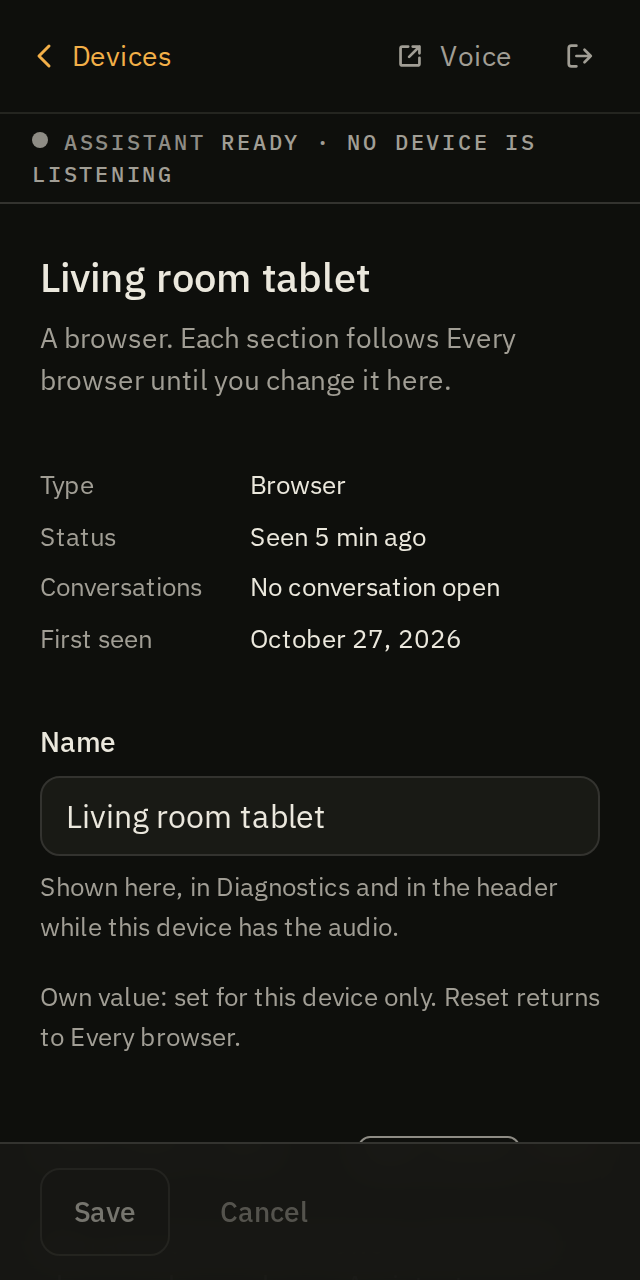 Devices
Voice
ASSISTANT READY · NO DEVICE IS
LISTENING
Living room tablet
A browser. Each section follows Every
browser until you change it here.
Type Browser
Status Seen 5 min ago
Conversations No conversation open
First seen October 27, 2026
Name
Living room tablet
Shown here, in Diagnostics and in the header
while this device has the audio.
Own value: set for this device only. Reset returns
to Every browser.
Save Cancel